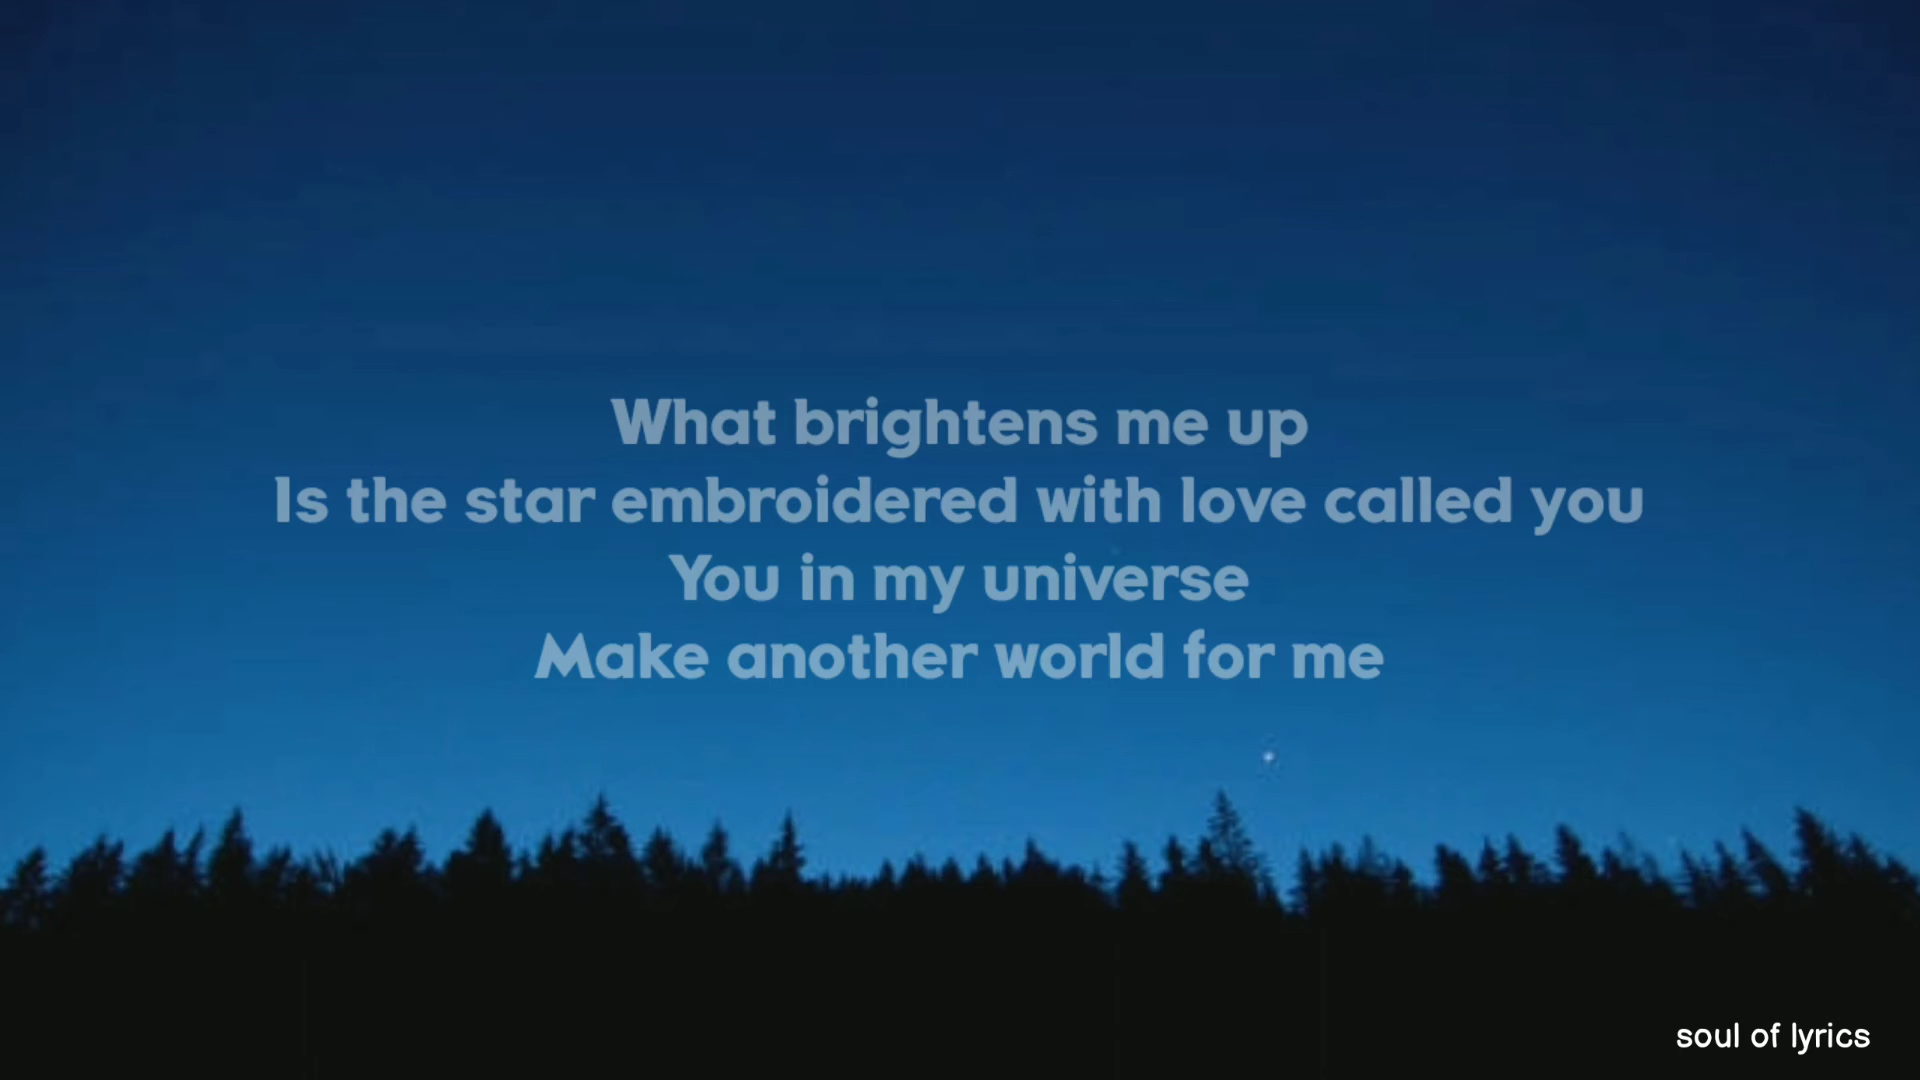 What brightens me up
Is the star embroidered with love called you
You in my universe
Make another world for me
soul of lyrics